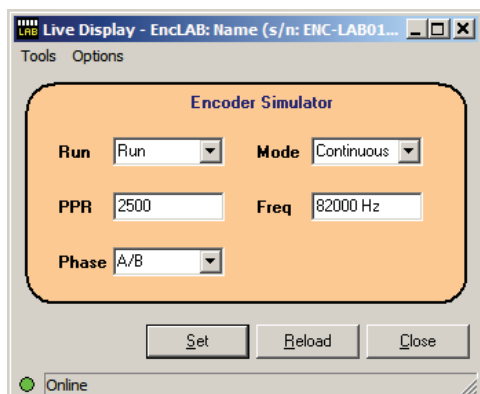 LAB Live Display - EncLAB: Name (s/n: ENC-LAB01...
Tools Options
Encoder Simulator
Run Run Mode Continuous
PPR 2500 Freq 82000 Hz
Phase A/B
Set Reload Close
Online